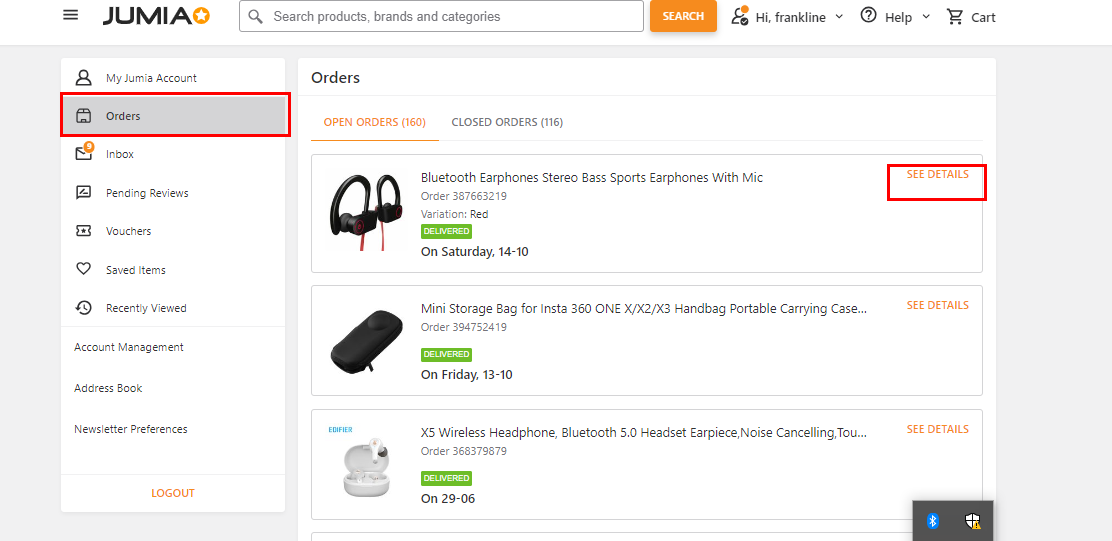 JUMIA
Search products, brands and categories
SEARCH
Hi, frankline
Help
Cart
My Jumia Account
Orders
9
Inbox
Pending Reviews
Vouchers
Saved Items
Recently Viewed
Account Management
Address Book
Newsletter Preferences
LOGOUT
Orders
OPEN ORDERS (160) CLOSED ORDERS (116)
Bluetooth Earphones Stereo Bass Sports Earphones With Mic
SEE DETAILS
Order 387663219
Variation: Red
DELIVERED
On Saturday, 14-10
Mini Storage Bag for Insta 360 ONE X/X2/X3 Handbag Portable Carrying Case...
SEE DETAILS
Order 394752419
DELIVERED
On Friday, 13-10
EDIFIER
X5 Wireless Headphone, Bluetooth 5.0 Headset Earpiece,Noise Cancelling,Tou...
SEE DETAILS
Order 368379879
DELIVERED
On 29-06